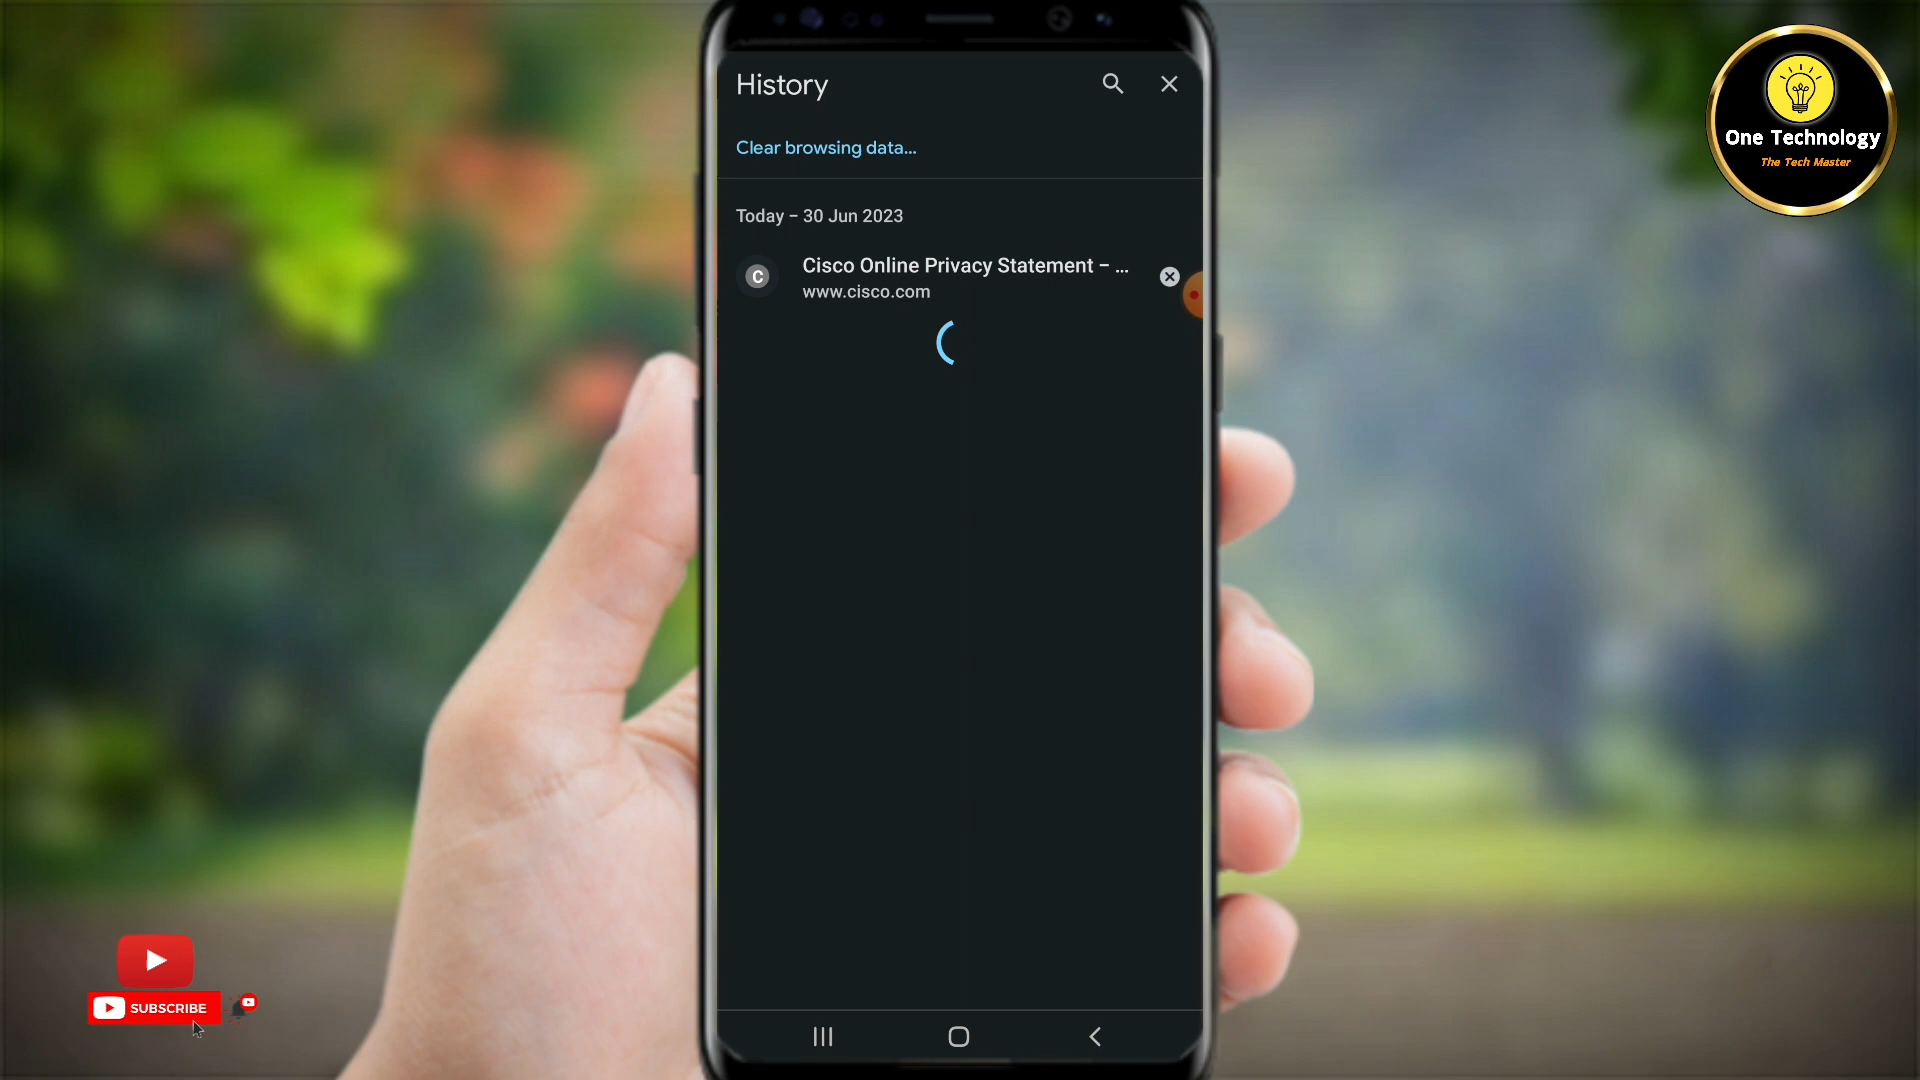 History
Clear browsing data...
Today – 30 Jun 2023
C
Cisco Online Privacy Statement – ...
www.cisco.com
One Technology
The Tech Master
SUBSCRIBE